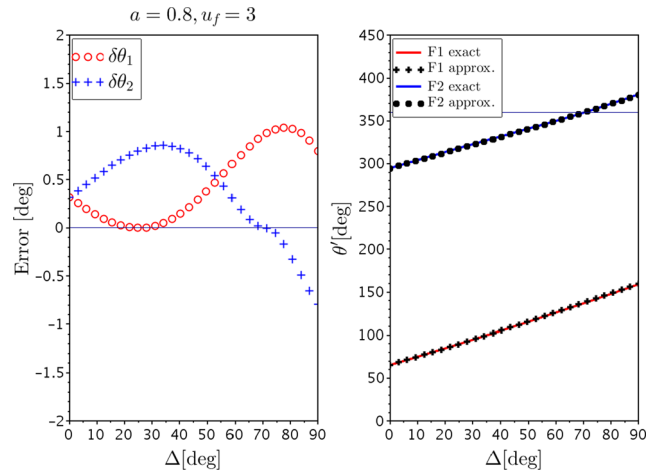 a = 0.8, u_f = 3
2
1.5
1
0.5
0
−0.5
−1
−1.5
−2
Error [deg]
δθ₁
δθ₂
0 10 20 30 40 50 60 70 80 90
Δ[deg]
450
400
350
300
250
200
150
100
50
0
θ′[deg]
F1 exact
F1 approx.
F2 exact
F2 approx.
0 10 20 30 40 50 60 70 80 90
Δ[deg]